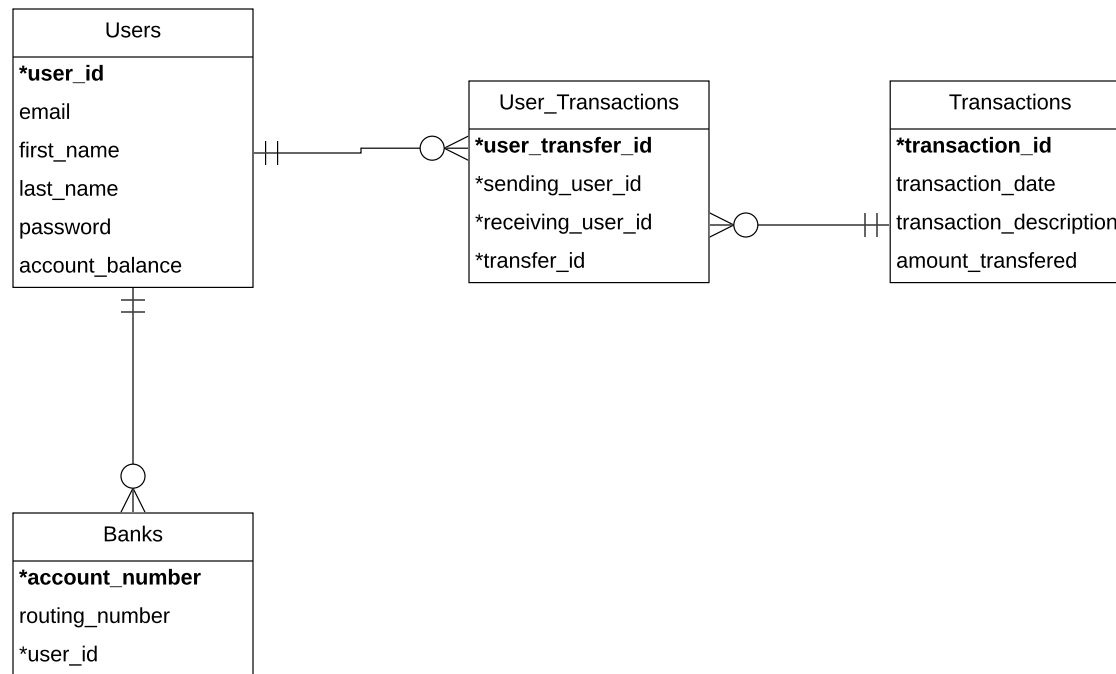 Users
*user_id
email
first_name
last_name
password
account_balance
User_Transactions
*user_transfer_id
*sending_user_id
*receiving_user_id
*transfer_id
Transactions
*transaction_id
transaction_date
transaction_description
amount_transfered
Banks
*account_number
routing_number
*user_id